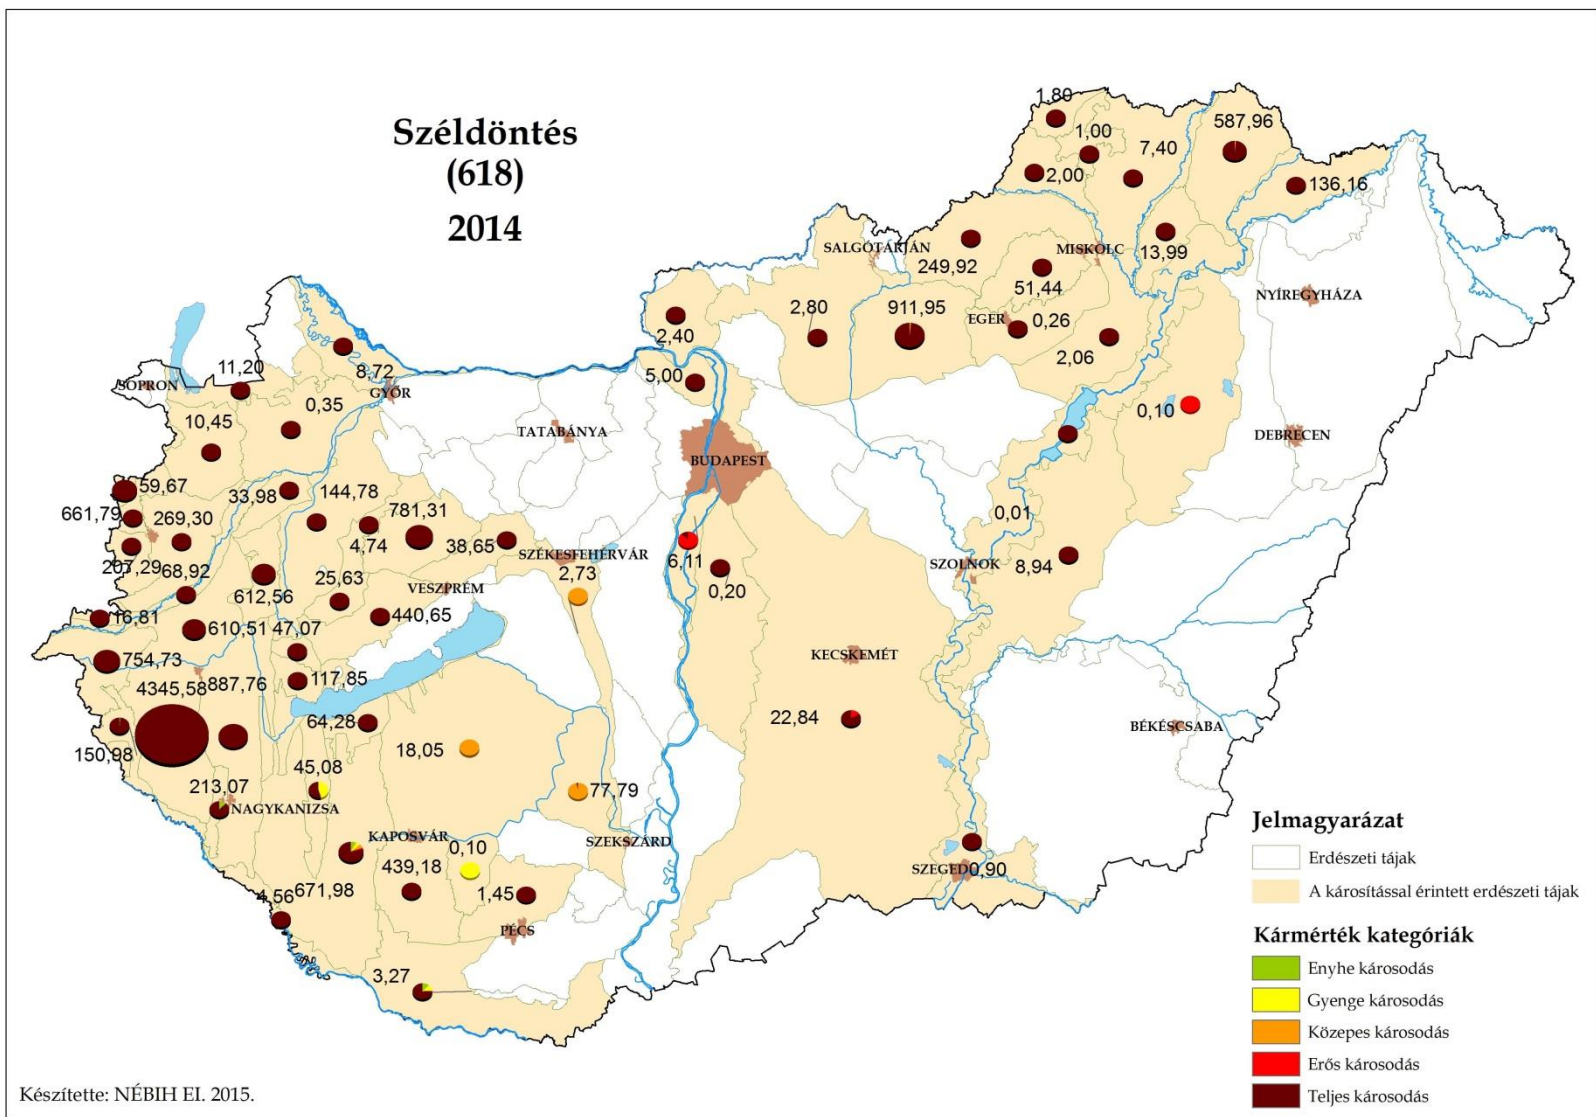 Széldöntés
(618)
2014
1,80
1,00
7,40
587,96
2,00
136,16
SALGÓTARJÁN
MISKOLC
249,92
13,99
51,44
NYÍREGYHÁZA
2,80
911,95
EGER
0,26
2,40
2,06
11,20
8,72
SOPRON
GYŐR
5,00
0,35
0,10
10,45
TATABÁNYA
DEBRECEN
BUDAPEST
59,67
33,98
144,78
661,79
269,30
781,31
0,01
4,74
38,65
SZÉKESFEHÉRVÁR
6,11
SZOLNOK
8,94
207,29
68,92
2,73
612,56
25,63
VESZPRÉM
0,20
16,81
440,65
610,51
47,07
754,73
KECSKEMÉT
4345,58
887,76
117,85
64,28
22,84
BÉKÉSCSABA
150,98
18,05
45,08
213,07
77,79
NAGYKANIZSA
KAPOSVÁR
SZEKSZÁRD
0,10
439,18
SZEGED
0,90
4,56
671,98
1,45
PÉCS
3,27
Jelmagyarázat
Erdészeti tájak
A károsítással érintett erdészeti tájak
Kármérték kategóriák
Enyhe károsodás
Gyenge károsodás
Közepes károsodás
Erős károsodás
Teljes károsodás
Készítette: NÉBIH EI. 2015.